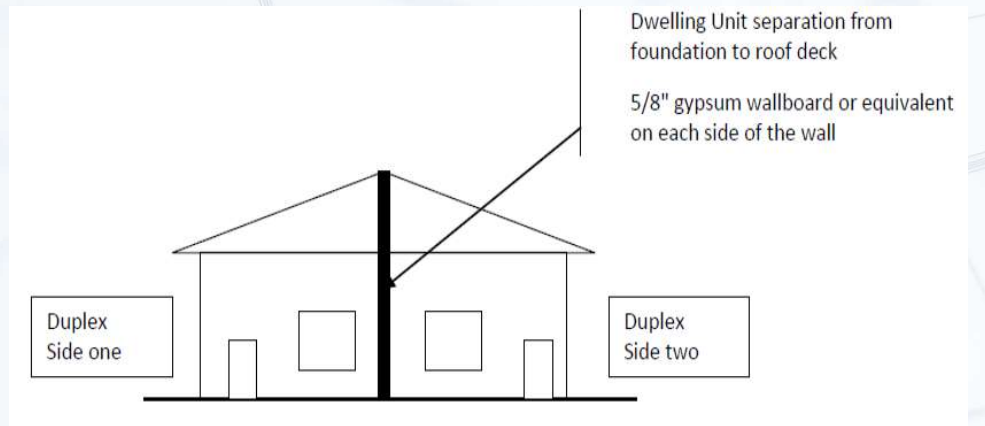 Dwelling Unit separation from
foundation to roof deck
5/8" gypsum wallboard or equivalent
on each side of the wall
Duplex
Side one
Duplex
Side two